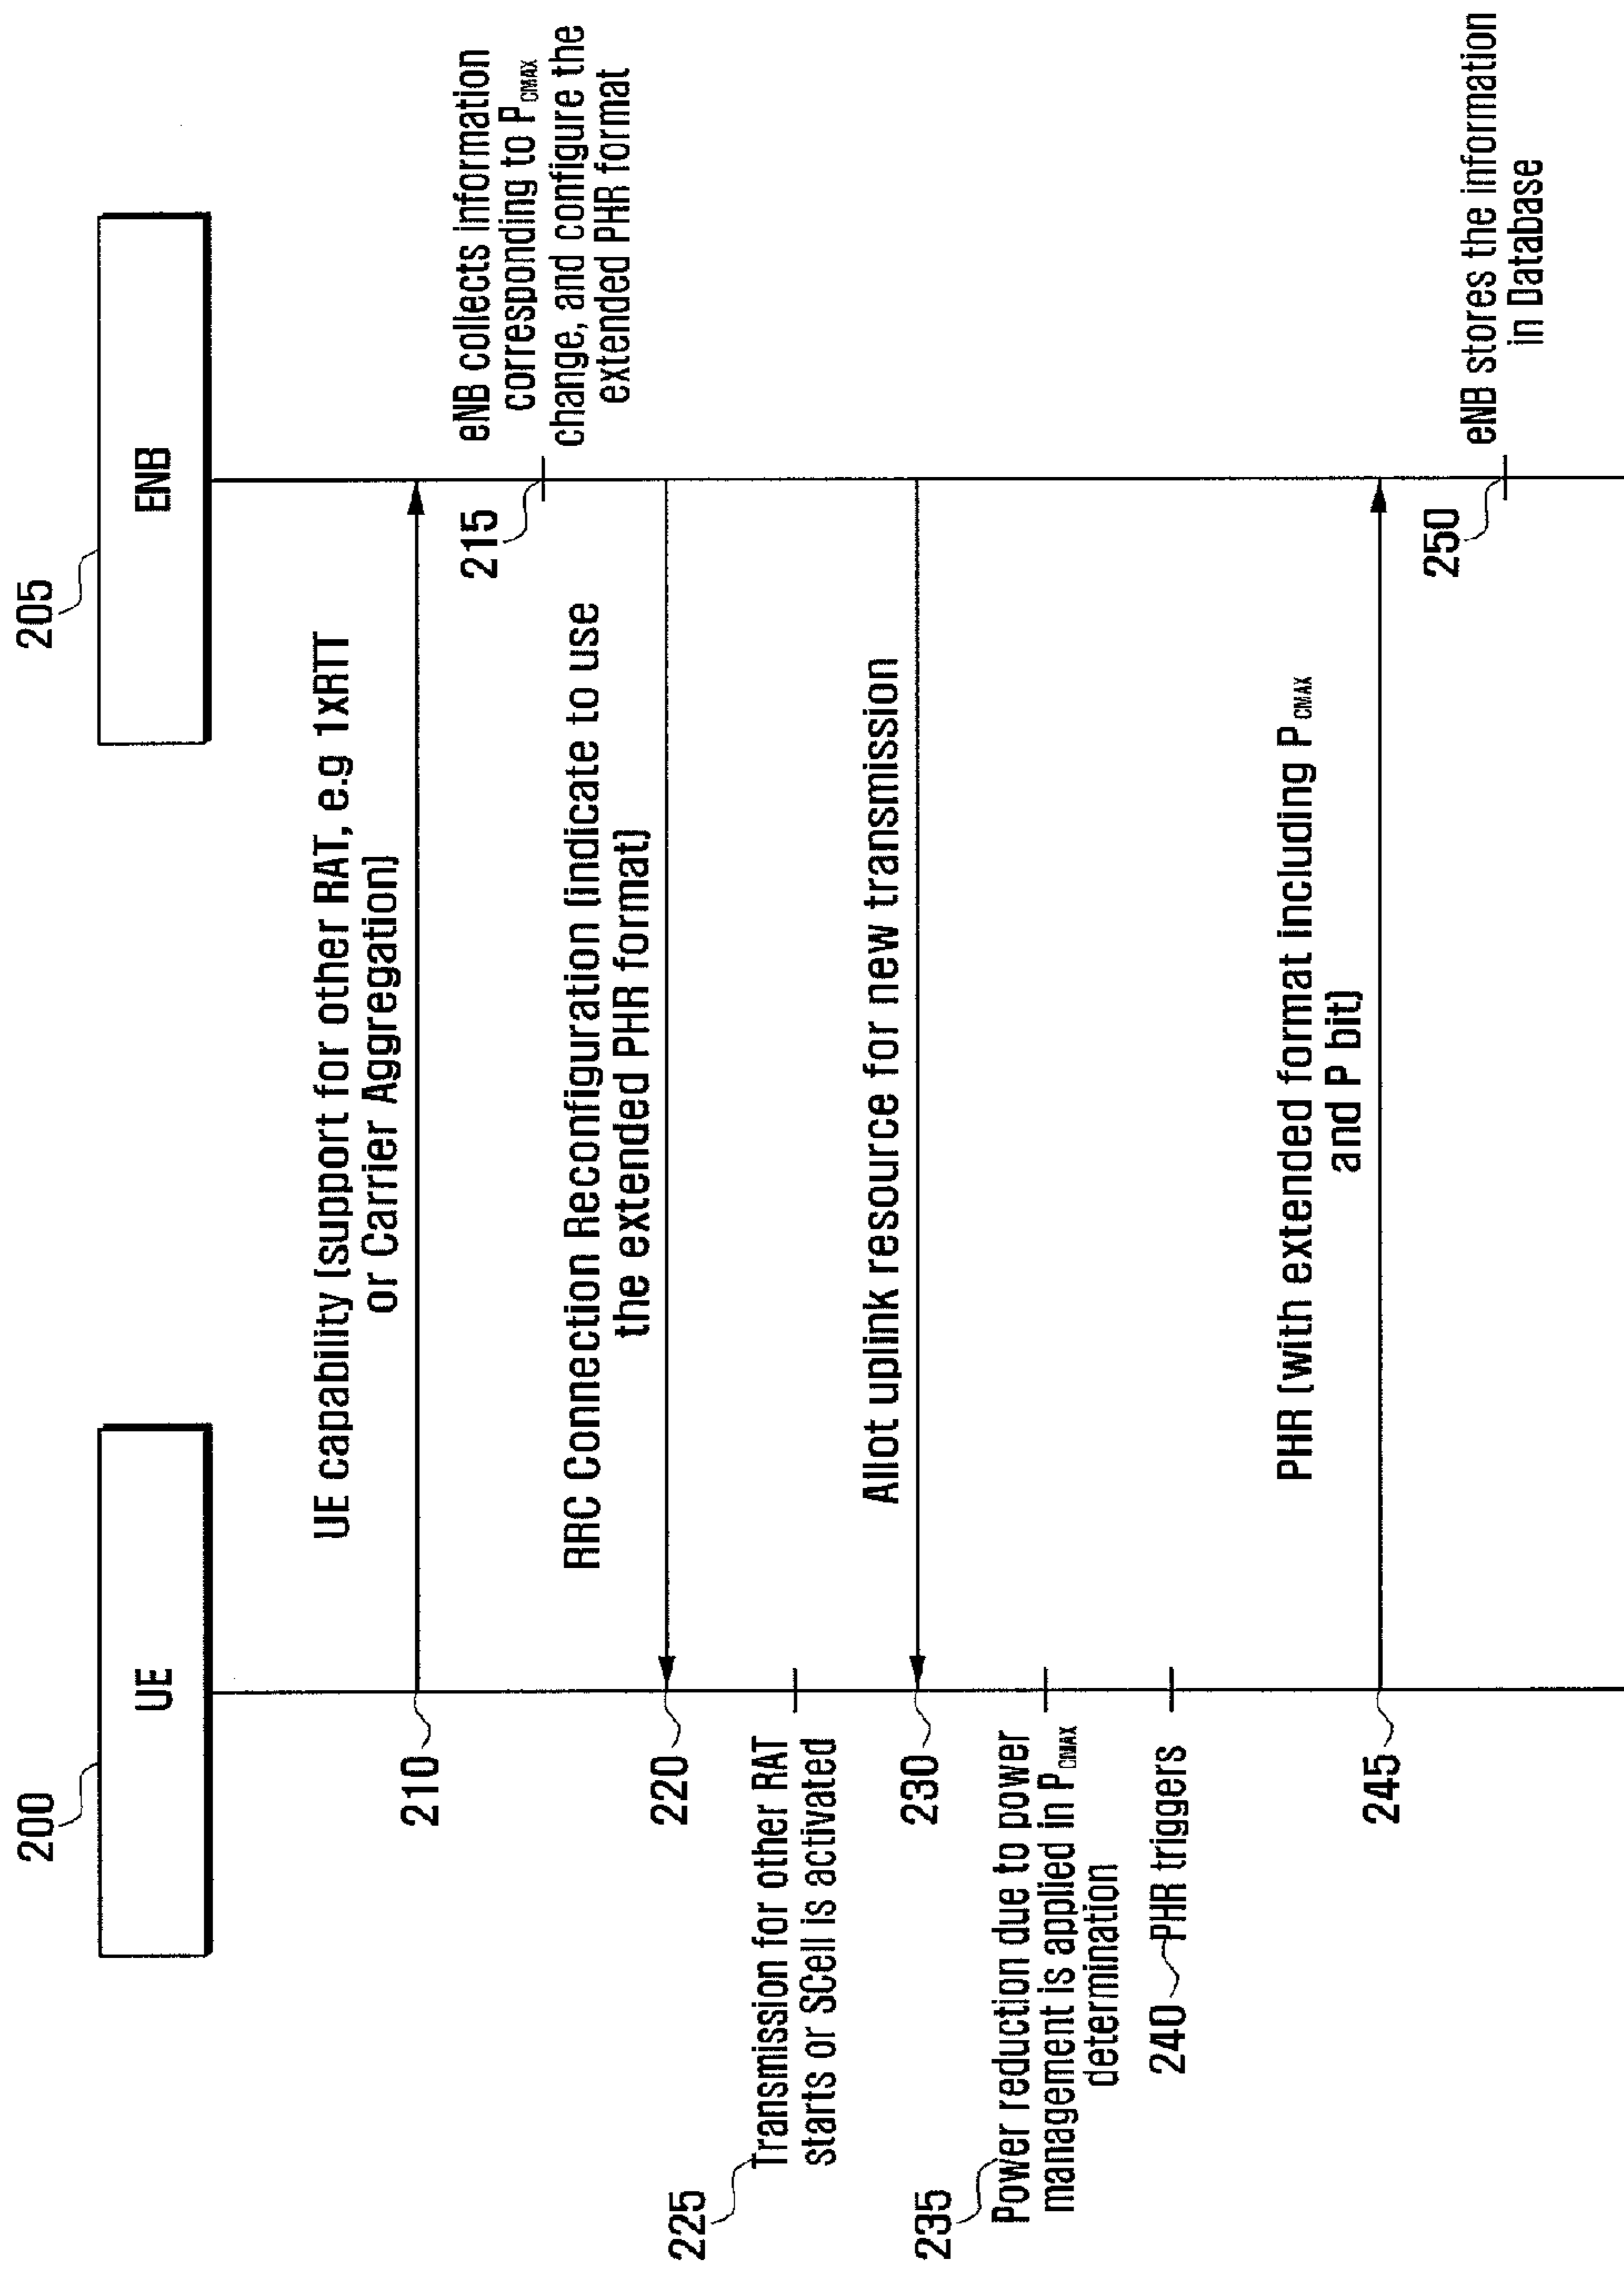 200
UE
205
ENB
UE capability (support for other RAT, e.g 1xRTT
or Carrier Aggregation)
210
eNB collects information
corresponding to PCMAX
change, and configure the
extended PHR format
215
RRC Connection Reconfiguration (indicate to use
the extended PHR format)
220
225
Transmission for other RAT
starts or SCell is activated
Allot uplink resource for new transmission
230
235
Power reduction due to power
management is applied in PCMAX
determination
240
PHR triggers
PHR (with extended format including PCMAX
and P bit)
245
250
eNB stores the information
in Database